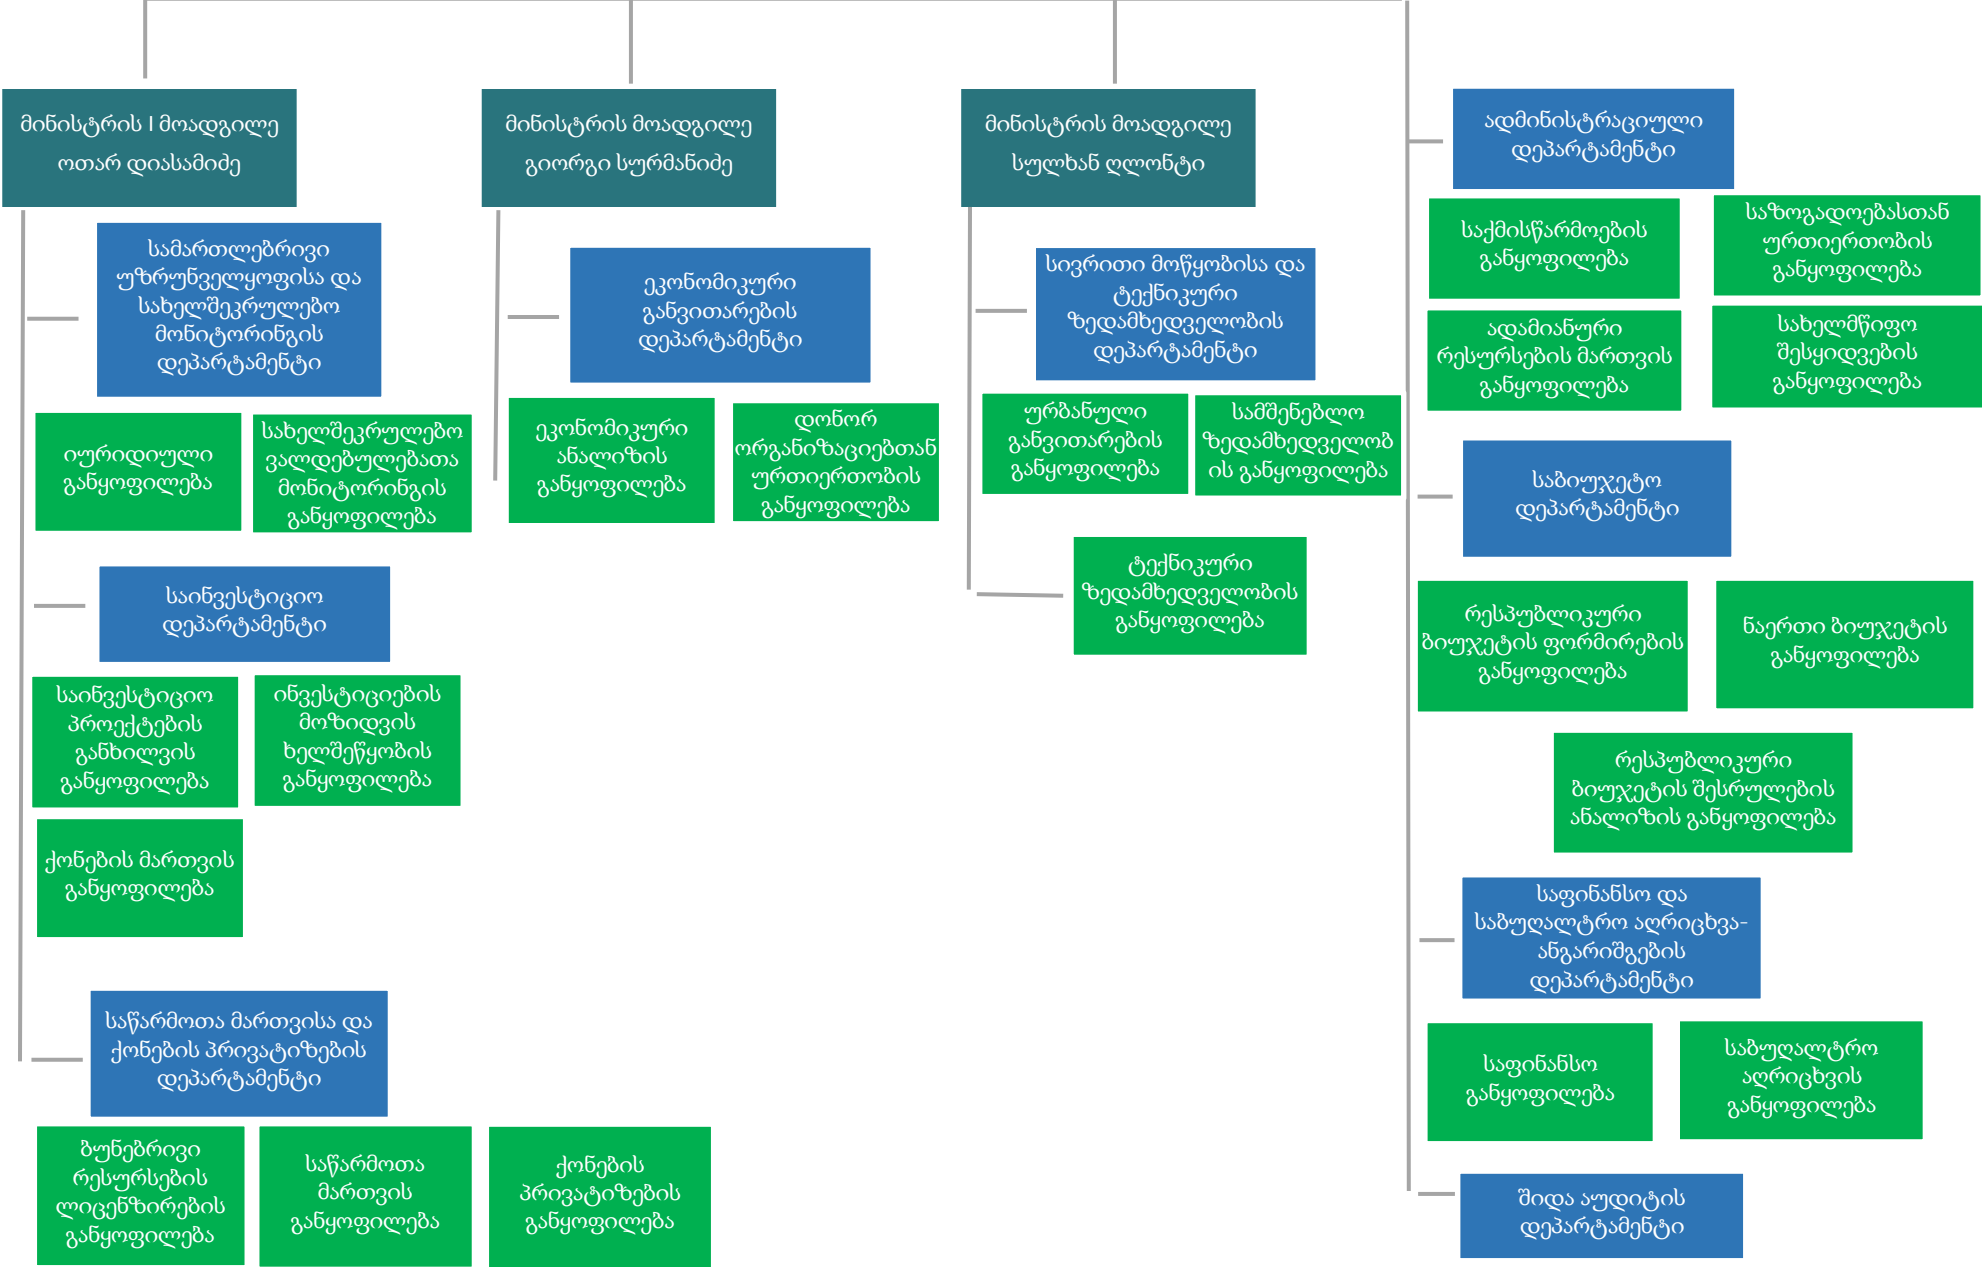 მინისტრის I მოადგილე
ოთარ დიასამიძე
სამართლებრივი
უზრუნველყოფისა და
სახელშეკრულებო
მონიტორინგის
დეპარტამენტი
იურიდიული
განყოფილება
სახელშეკრულებო
ვალდებულებათა
მონიტორინგის
განყოფილება
საინვესტიციო
დეპარტამენტი
საინვესტიციო
პროექტების
განხილვის
განყოფილება
ინვესტიციების
მოზიდვის
ხელშეწყობის
განყოფილება
ქონების მართვის
განყოფილება
საწარმოთა მართვისა და
ქონების პრივატიზების
დეპარტამენტი
ბუნებრივი
რესურსების
ლიცენზირების
განყოფილება
საწარმოთა
მართვის
განყოფილება
ქონების
პრივატიზების
განყოფილება
მინისტრის მოადგილე
გიორგი სურმანიძე
ეკონომიკური
განვითარების
დეპარტამენტი
ეკონომიკური
ანალიზის
განყოფილება
დონორ
ორგანიზაციებთან
ურთიერთობის
განყოფილება
მინისტრის მოადგილე
სულხან ღლონტი
სივრითი მოწყობისა და
ტექნიკური
ზედამხედველობის
დეპარტამენტი
ურბანული
განვითარების
განყოფილება
სამშენებლო
ზედამხედველობ
ის განყოფილება
ტექნიკური
ზედამხედველობის
განყოფილება
ადმინისტრაციული
დეპარტამენტი
საქმისწარმოების
განყოფილება
საზოგადოებასთან
ურთიერთობის
განყოფილება
ადამიანური
რესურსების მართვის
განყოფილება
სახელმწიფო
შესყიდვების
განყოფილება
საბიუჯეტო
დეპარტამენტი
რესპუბლიკური
ბიუჯეტის ფორმირების
განყოფილება
ნაერთი ბიუჯეტის
განყოფილება
რესპუბლიკური
ბიუჯეტის შესრულების
ანალიზის განყოფილება
საფინანსო და
საბუღალტრო აღრიცხვა-
ანგარიშგების
დეპარტამენტი
საფინანსო
განყოფილება
საბუღალტრო
აღრიცხვის
განყოფილება
შიდა აუდიტის
დეპარტამენტი